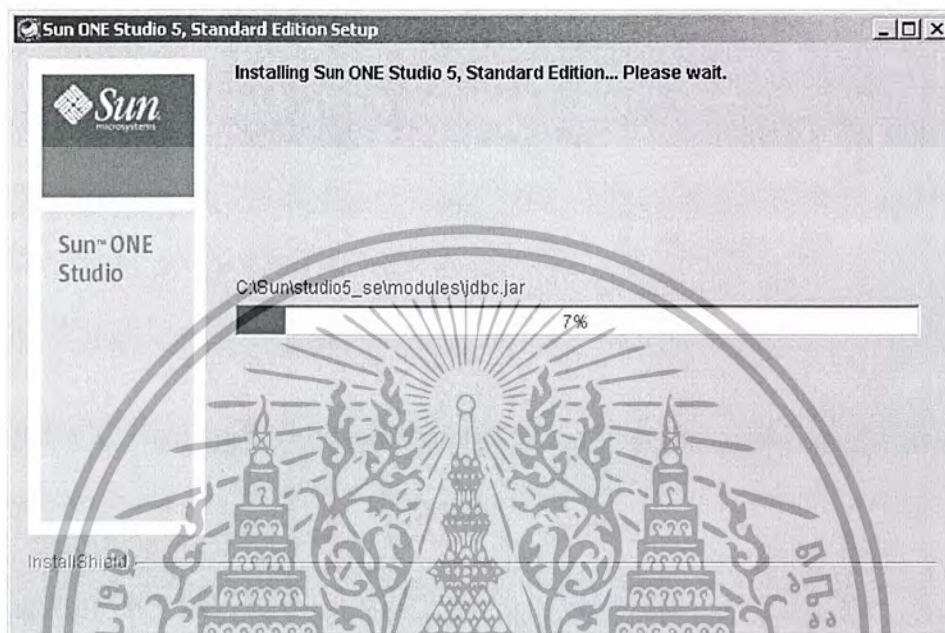 Sun ONE Studio 5, Standard Edition Setup
Installing Sun ONE Studio 5, Standard Edition... Please wait.
Sun
microsystems
Sun™ ONE
Studio
C:\Sun\studio5_se\modules\jdbc.jar
7%
InstallShield